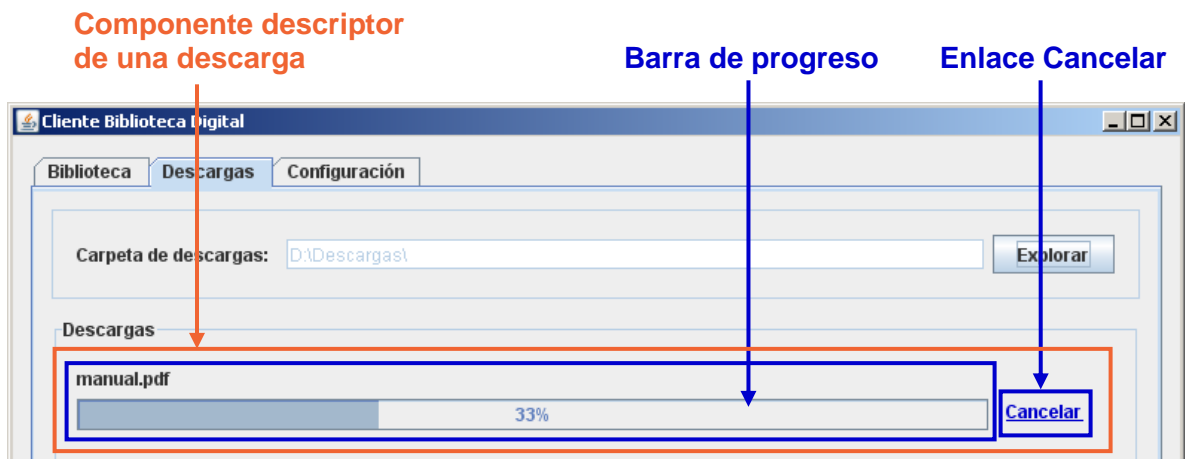 Componente descriptor
de una descarga
Barra de progreso
Enlace Cancelar
Cliente Biblioteca Digital
Biblioteca
Descargas
Configuración
Carpeta de descargas:
D:\Descargas\
Explorar
Descargas
manual.pdf
33%
Cancelar